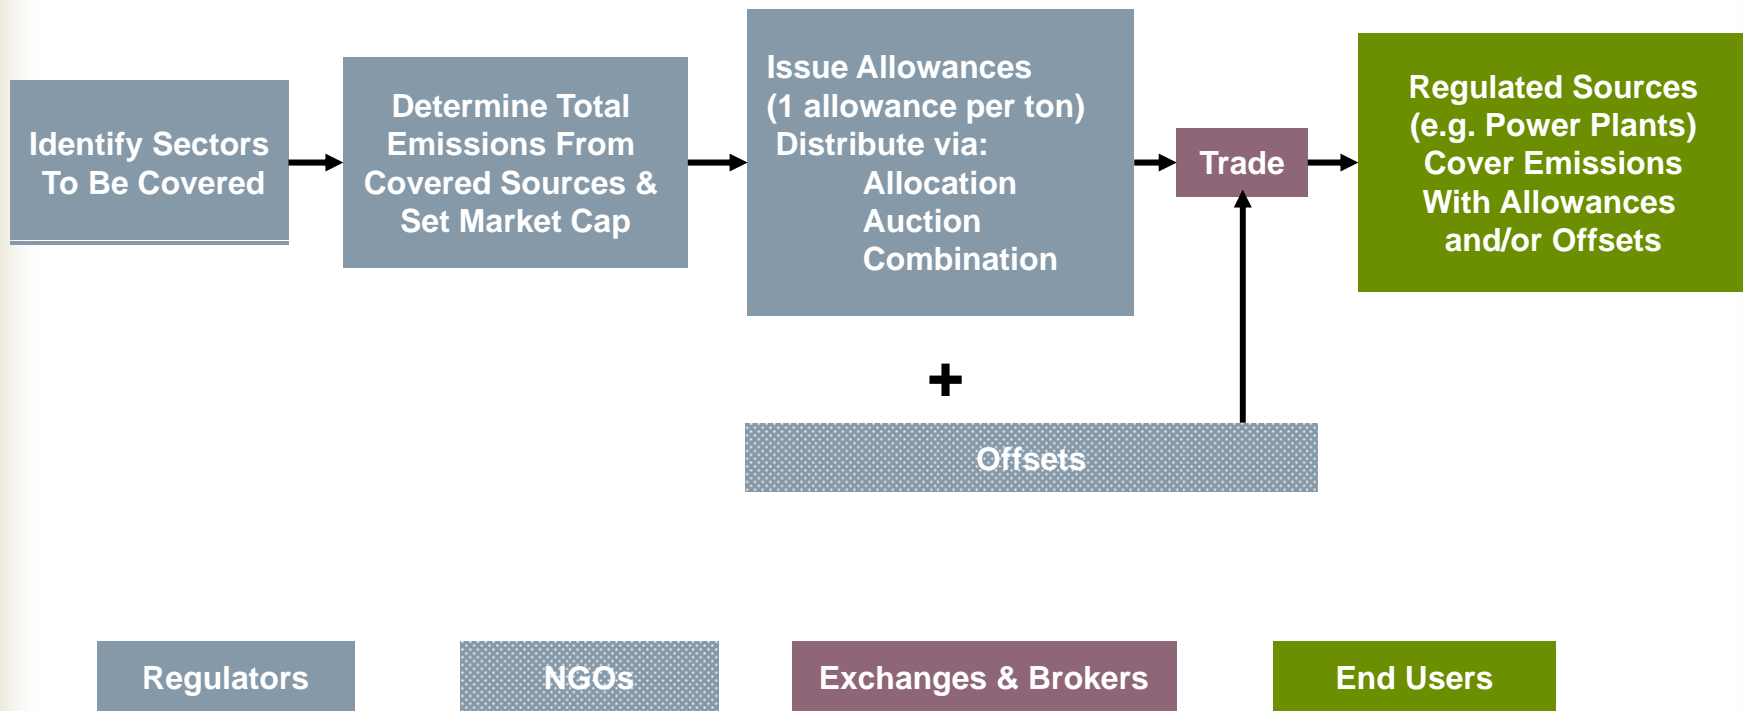 Identify Sectors
To Be Covered
Determine Total
Emissions From
Covered Sources &
Set Market Cap
Issue Allowances
(1 allowance per ton)
Distribute via:
Allocation
Auction
Combination
Trade
Regulated Sources
(e.g. Power Plants)
Cover Emissions
With Allowances
and/or Offsets
+
Offsets
Regulators
NGOs
Exchanges & Brokers
End Users